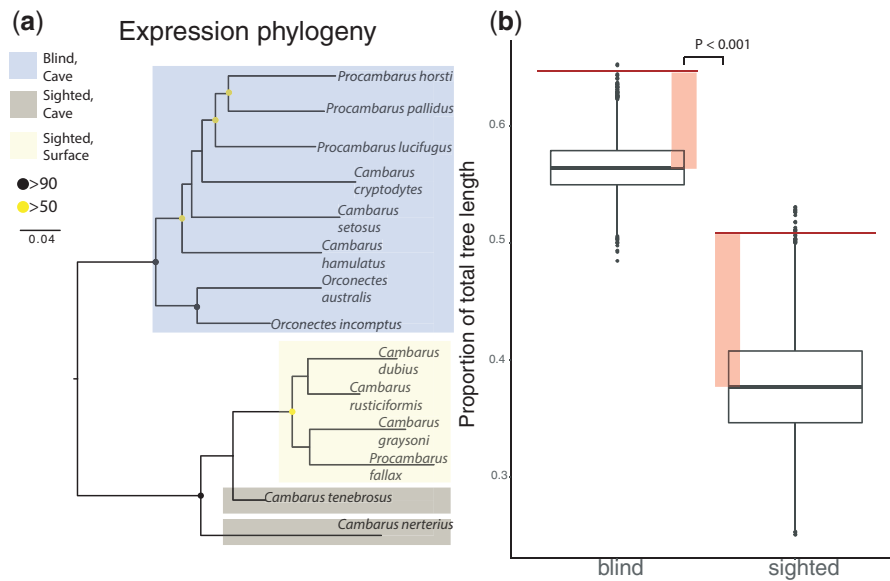 (a)
Expression phylogeny
Blind,
Cave
Sighted,
Cave
Sighted,
Surface
>90
>50
0.04
Procambarus horsti
Procambarus pallidus
Procambarus lucifugus
Cambarus
cryptodytes
Cambarus
setosus
Cambarus
hamulatus
Orconectes
australis
Orconectes incomptus
Cambarus
dubius
Cambarus
rusticiformis
Cambarus
graysoni
Procambarus
fallax
Cambarus tenebrosus
Cambarus nerterius
(b)
P < 0.001
Proportion of total tree length
0.6
0.5
0.4
0.3
blind
sighted